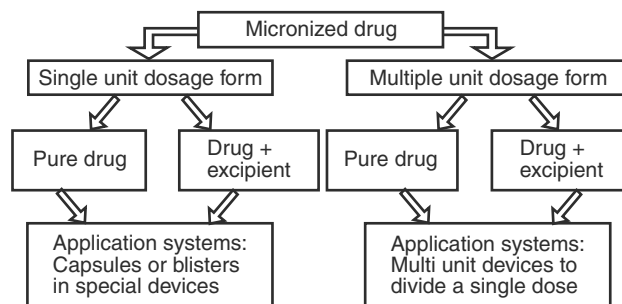 Micronized drug
Single unit dosage form
Multiple unit dosage form
Pure drug
Drug +
excipient
Pure drug
Drug +
excipient
Application systems:
Capsules or blisters
in special devices
Application systems:
Multi unit devices to
divide a single dose